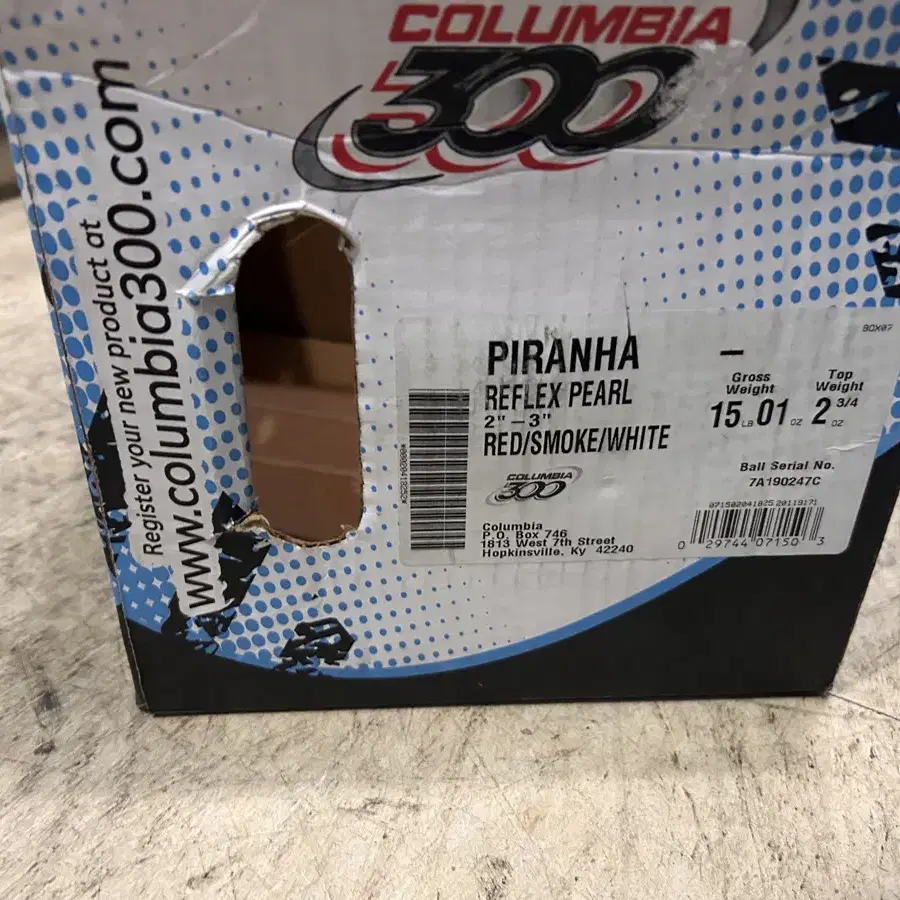 COLUMBIA
300
Register your new product at
www.columbia300.com
BOX07
PIRANHA
REFLEX PEARL
2" – 3"
RED/SMOKE/WHITE
–
Gross Weight
Top Weight
15 LB 01 OZ
2 3/4 OZ
Ball Serial No.
7A190247C
COLUMBIA
300
Columbia
P.O. Box 746
1813 West 7th Street
Hopkinsville, Ky 42240
071502041825 20119171
0 29744 07150 3